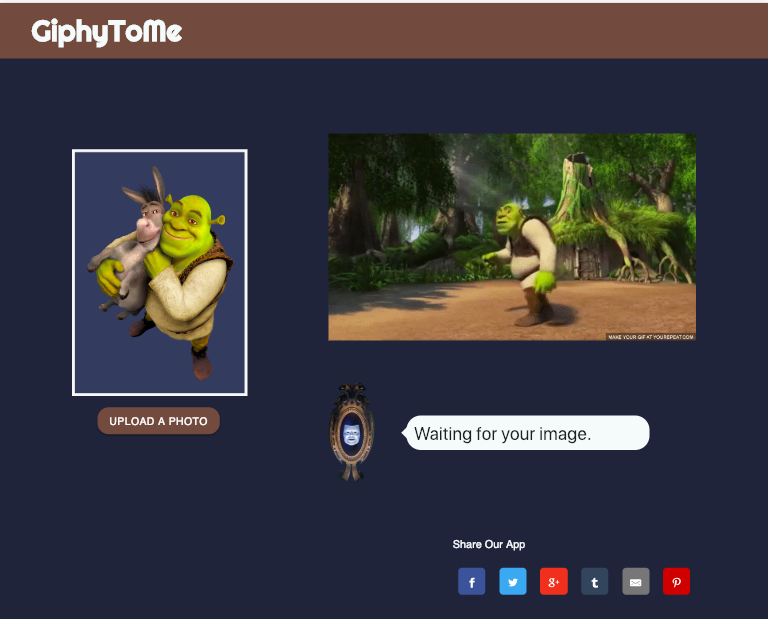 GiphyToMe
MAKE YOUR GIF AT YOUREPEAT.COM
UPLOAD A PHOTO
Waiting for your image.
Share Our App
f
g+
t